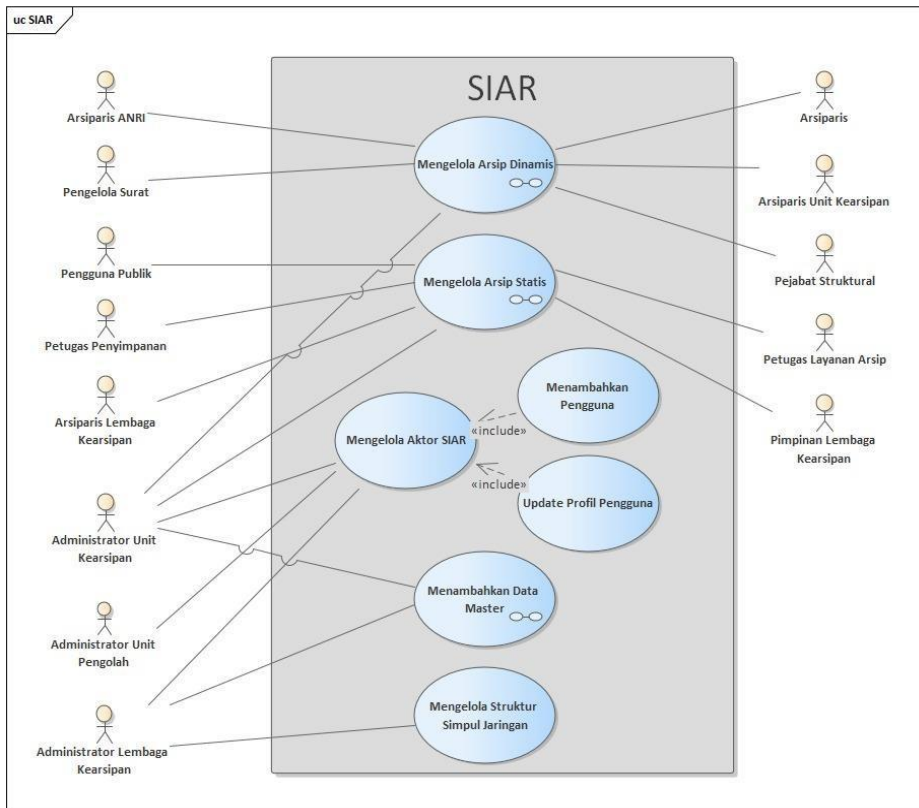 uc SIAR
SIAR
Arsiparis ANRI
Pengelola Surat
Pengguna Publik
Petugas Penyimpanan
Arsiparis Lembaga
Kearsipan
Administrator Unit
Kearsipan
Administrator Unit
Pengolah
Administrator Lembaga
Kearsipan
Mengelola Arsip Dinamis
Mengelola Arsip Statis
Mengelola Aktor SIAR
Menambahkan
Pengguna
«include»
«include»
Update Profil Pengguna
Menambahkan Data
Master
Mengelola Struktur
Simpul Jaringan
Arsiparis
Arsiparis Unit Kearsipan
Pejabat Struktural
Petugas Layanan Arsip
Pimpinan Lembaga
Kearsipan